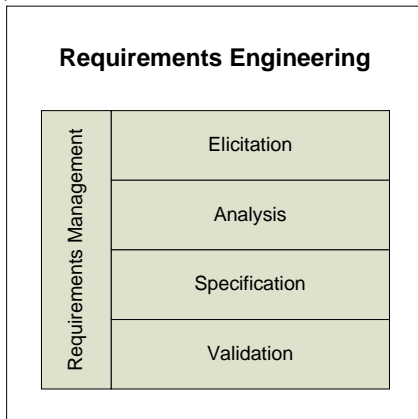 Requirements Engineering
Requirements Management
Elicitation
Analysis
Specification
Validation